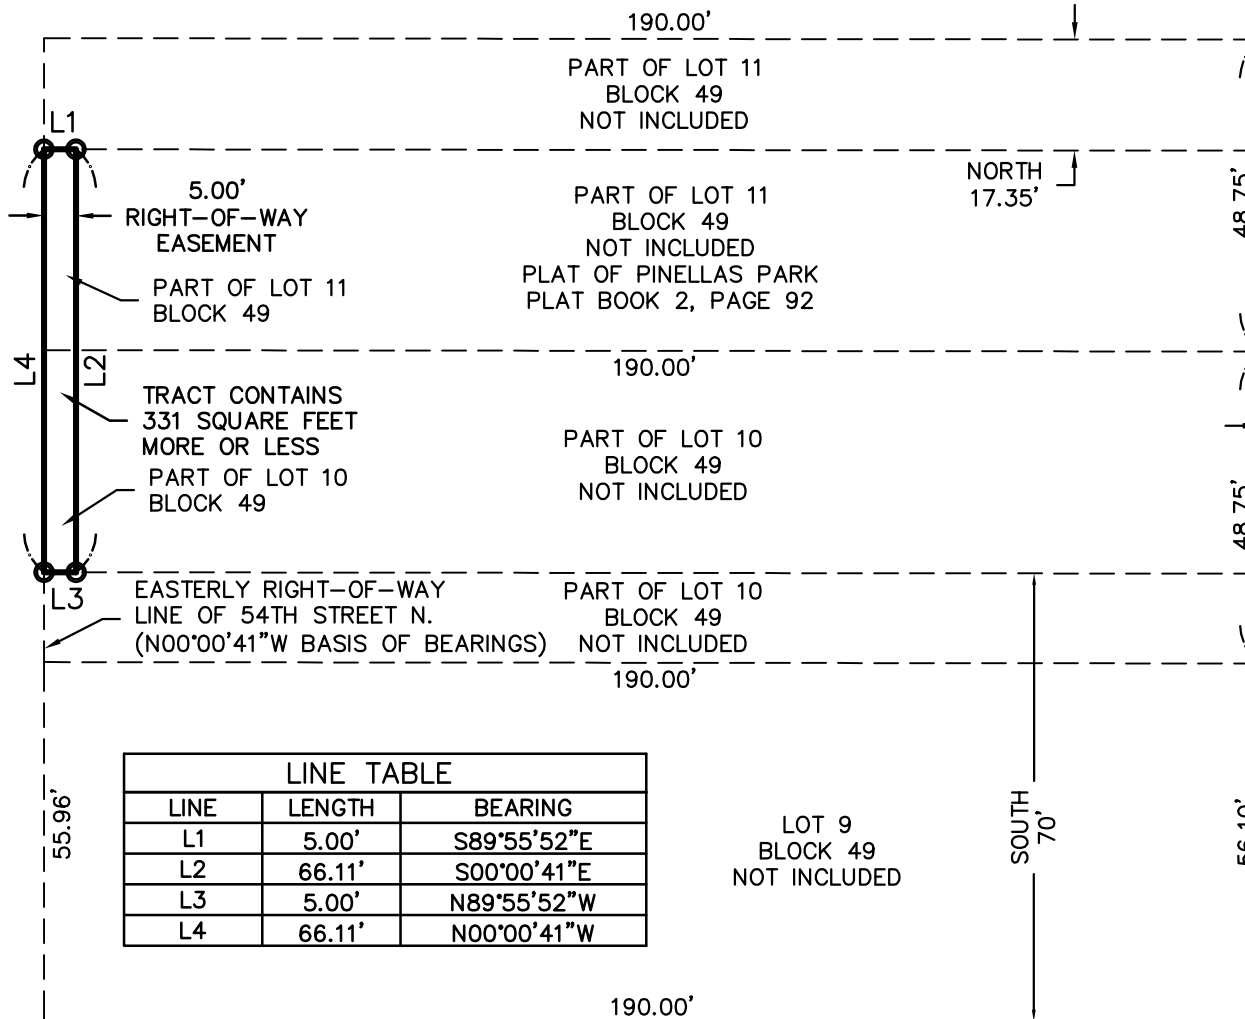 190.00'
PART OF LOT 11
BLOCK 49
NOT INCLUDED
L1
NORTH
17.35'
5.00'
RIGHT-OF-WAY
EASEMENT
PART OF LOT 11
BLOCK 49
NOT INCLUDED
PLAT OF PINELLAS PARK
PLAT BOOK 2, PAGE 92
48.75'
PART OF LOT 11
BLOCK 49
L4
L2
190.00'
TRACT CONTAINS
331 SQUARE FEET
MORE OR LESS
PART OF LOT 10
BLOCK 49
NOT INCLUDED
PART OF LOT 10
BLOCK 49
48.75'
L3
EASTERLY RIGHT-OF-WAY
LINE OF 54TH STREET N.
(N00°00'41"W BASIS OF BEARINGS)
PART OF LOT 10
BLOCK 49
NOT INCLUDED
190.00'
55.96'
LINE TABLE
LINE LENGTH BEARING
L1 5.00' S89°55'52"E
L2 66.11' S00°00'41"E
L3 5.00' N89°55'52"W
L4 66.11' N00°00'41"W
LOT 9
BLOCK 49
NOT INCLUDED
SOUTH
70'
56.10'
190.00'